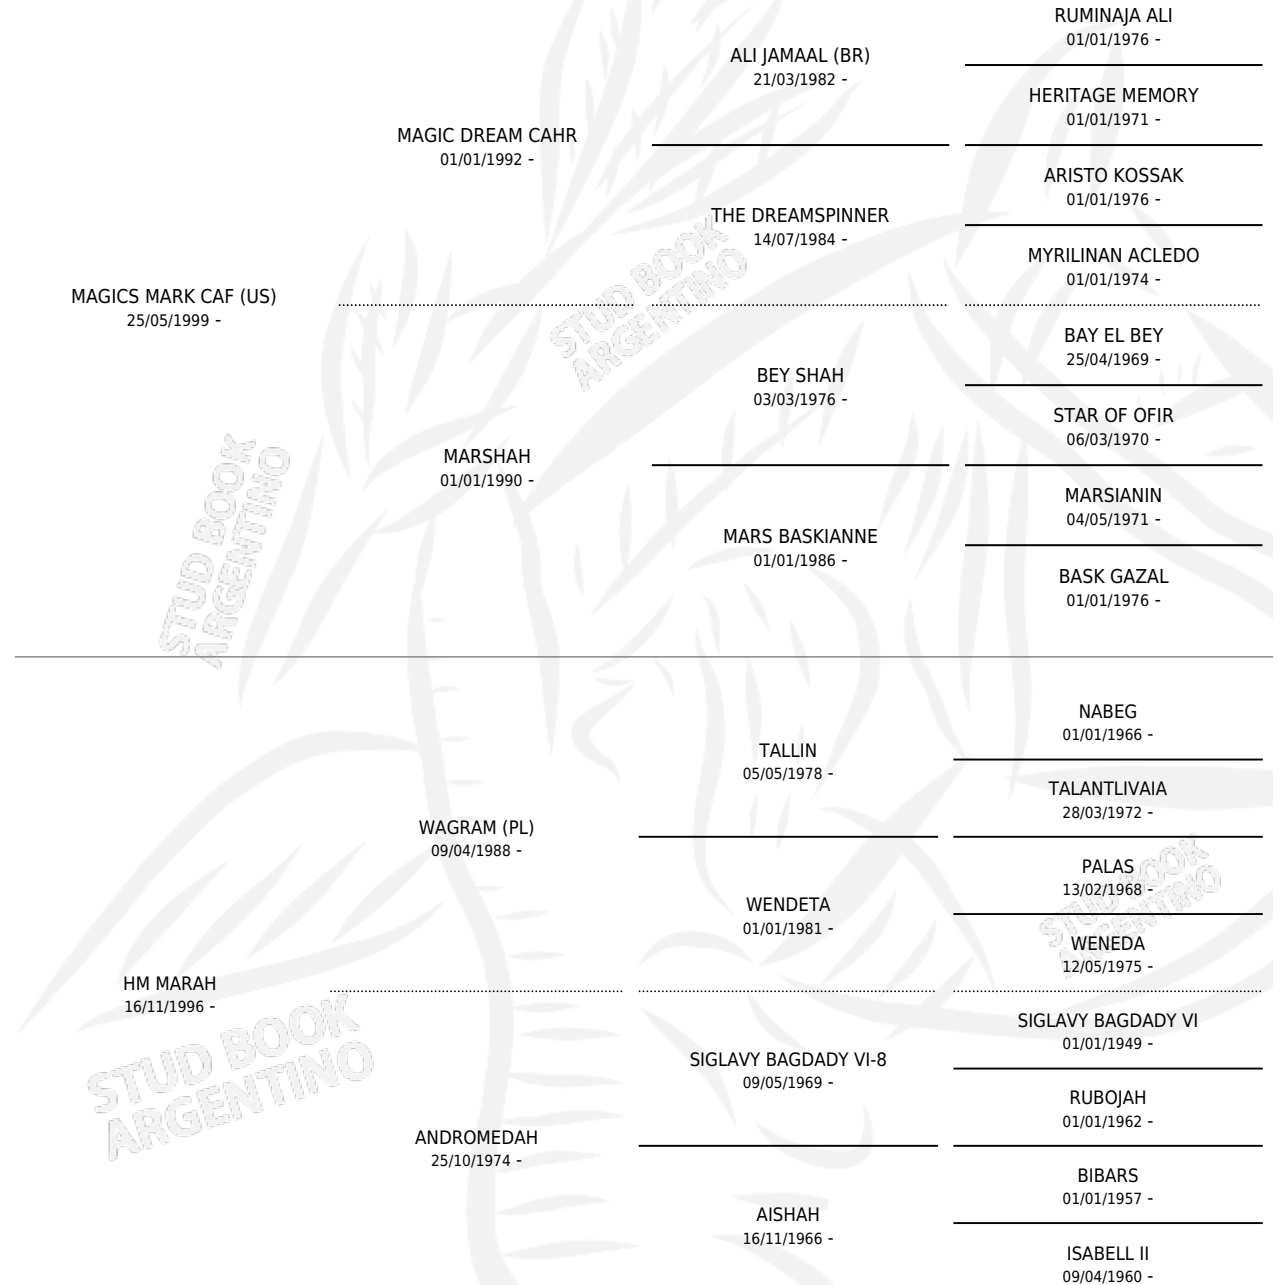 RUMINAJA ALI
01/01/1976 -
ALI JAMAAL (BR)
21/03/1982 -
HERITAGE MEMORY
01/01/1971 -
MAGIC DREAM CAHR
01/01/1992 -
ARISTO KOSSAK
01/01/1976 -
THE DREAMSPINNER
14/07/1984 -
MYRILINAN ACLEDO
01/01/1974 -
MAGICS MARK CAF (US)
25/05/1999 -
BAY EL BEY
25/04/1969 -
BEY SHAH
03/03/1976 -
STAR OF OFIR
06/03/1970 -
MARSHAH
01/01/1990 -
MARSIANIN
04/05/1971 -
MARS BASKIANNE
01/01/1986 -
BASK GAZAL
01/01/1976 -
NABEG
01/01/1966 -
TALLIN
05/05/1978 -
TALANTLIVAIA
28/03/1972 -
WAGRAM (PL)
09/04/1988 -
PALAS
13/02/1968 -
WENDETA
01/01/1981 -
WENEDA
12/05/1975 -
HM MARAH
16/11/1996 -
SIGLAVY BAGDADY VI
01/01/1949 -
SIGLAVY BAGDADY VI-8
09/05/1969 -
RUBOJAH
01/01/1962 -
ANDROMEDAH
25/10/1974 -
BIBARS
01/01/1957 -
AISHAH
16/11/1966 -
ISABELL II
09/04/1960 -
STUD BOOK
ARGENTINO
STUD BOOK
ARGENTINO
STUD BOOK
ARGENTINO
STUD BOOK
ARGENTINO